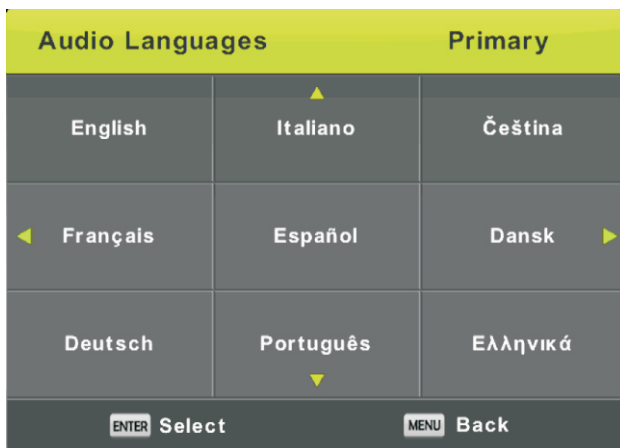 Audio Languages Primary
English Italiano Čeština
Français Español Dansk
Deutsch Português Ελληνικά
ENTER Select MENU Back